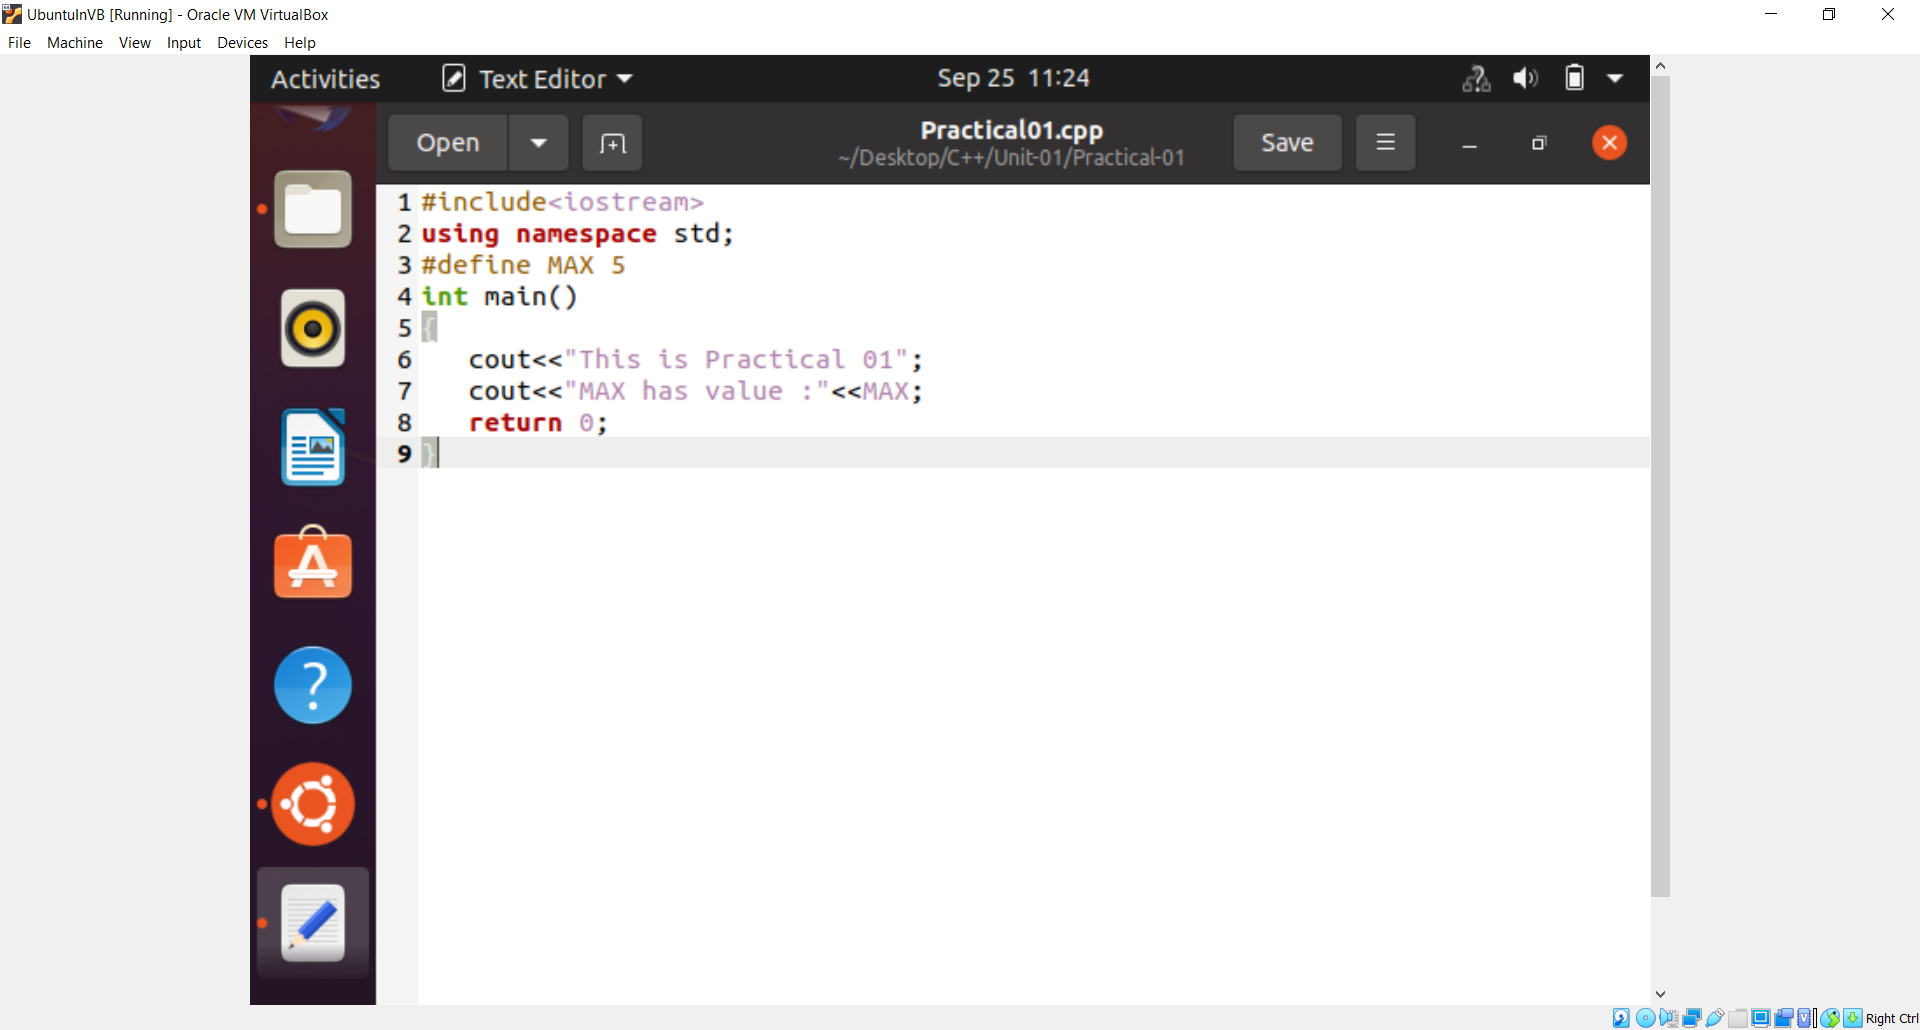 UbuntuInVB [Running] - Oracle VM VirtualBox
File Machine View Input Devices Help
Activities Text Editor Sep 25 11:24
Open Practical01.cpp Save
~/Desktop/C++/Unit-01/Practical-01
1 #include<iostream>
2 using namespace std;
3 #define MAX 5
4 int main()
5 {
6    cout<<"This is Practical 01";
7    cout<<"MAX has value :"<<MAX;
8    return 0;
9 }
Right Ctrl